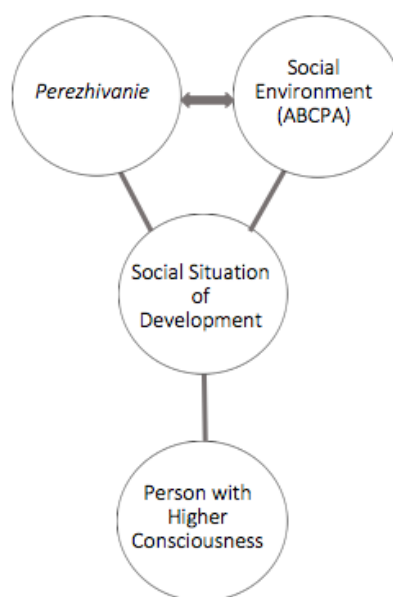 Perezhivanie
Social
Environment
(ABCPA)
Social Situation
of
Development
Person with
Higher
Consciousness